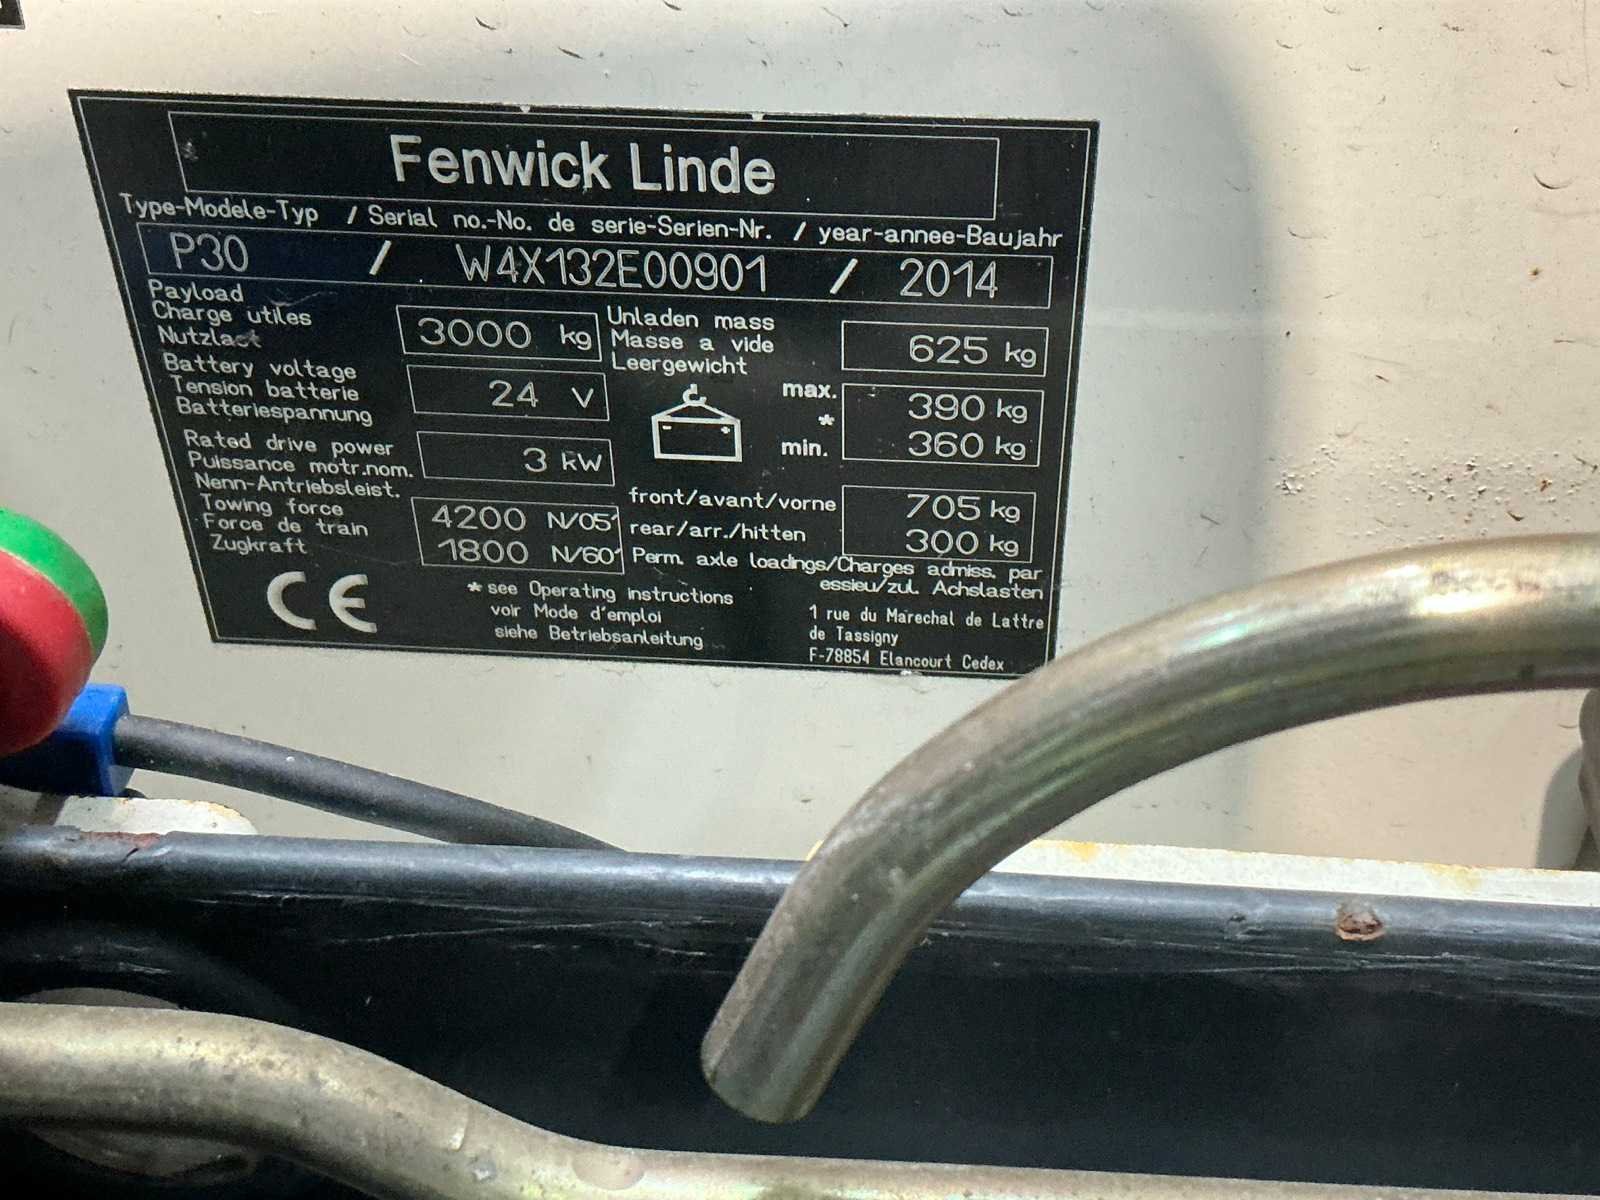 Fenwick Linde
Type-Modele-Typ / Serial no.-No. de serie-Serien-Nr. / year-annee-Baujahr
P30 / W4X132E00901 / 2014
Payload
Charge utiles
Nutzlast
3000 kg
Unladen mass
Masse a vide
Leergewicht
625 kg
Battery voltage
Tension batterie
Batteriespannung
24 V
max. 390 kg
*
min. 360 kg
- +
Rated drive power
Puissance motr.nom.
Nenn-Antriebsleist.
3 kW
Towing force
Force de train
Zugkraft
4200 N/05'
1800 N/60'
front/avant/vorne 705 kg
rear/arr./hitten 300 kg
Perm. axle loadings/Charges admiss. par
essieu/zul. Achslasten
CE
* see Operating instructions
voir Mode d'emploi
siehe Betriebsanleitung
1 rue du Marechal de Lattre
de Tassigny
F-78854 Elancourt Cedex